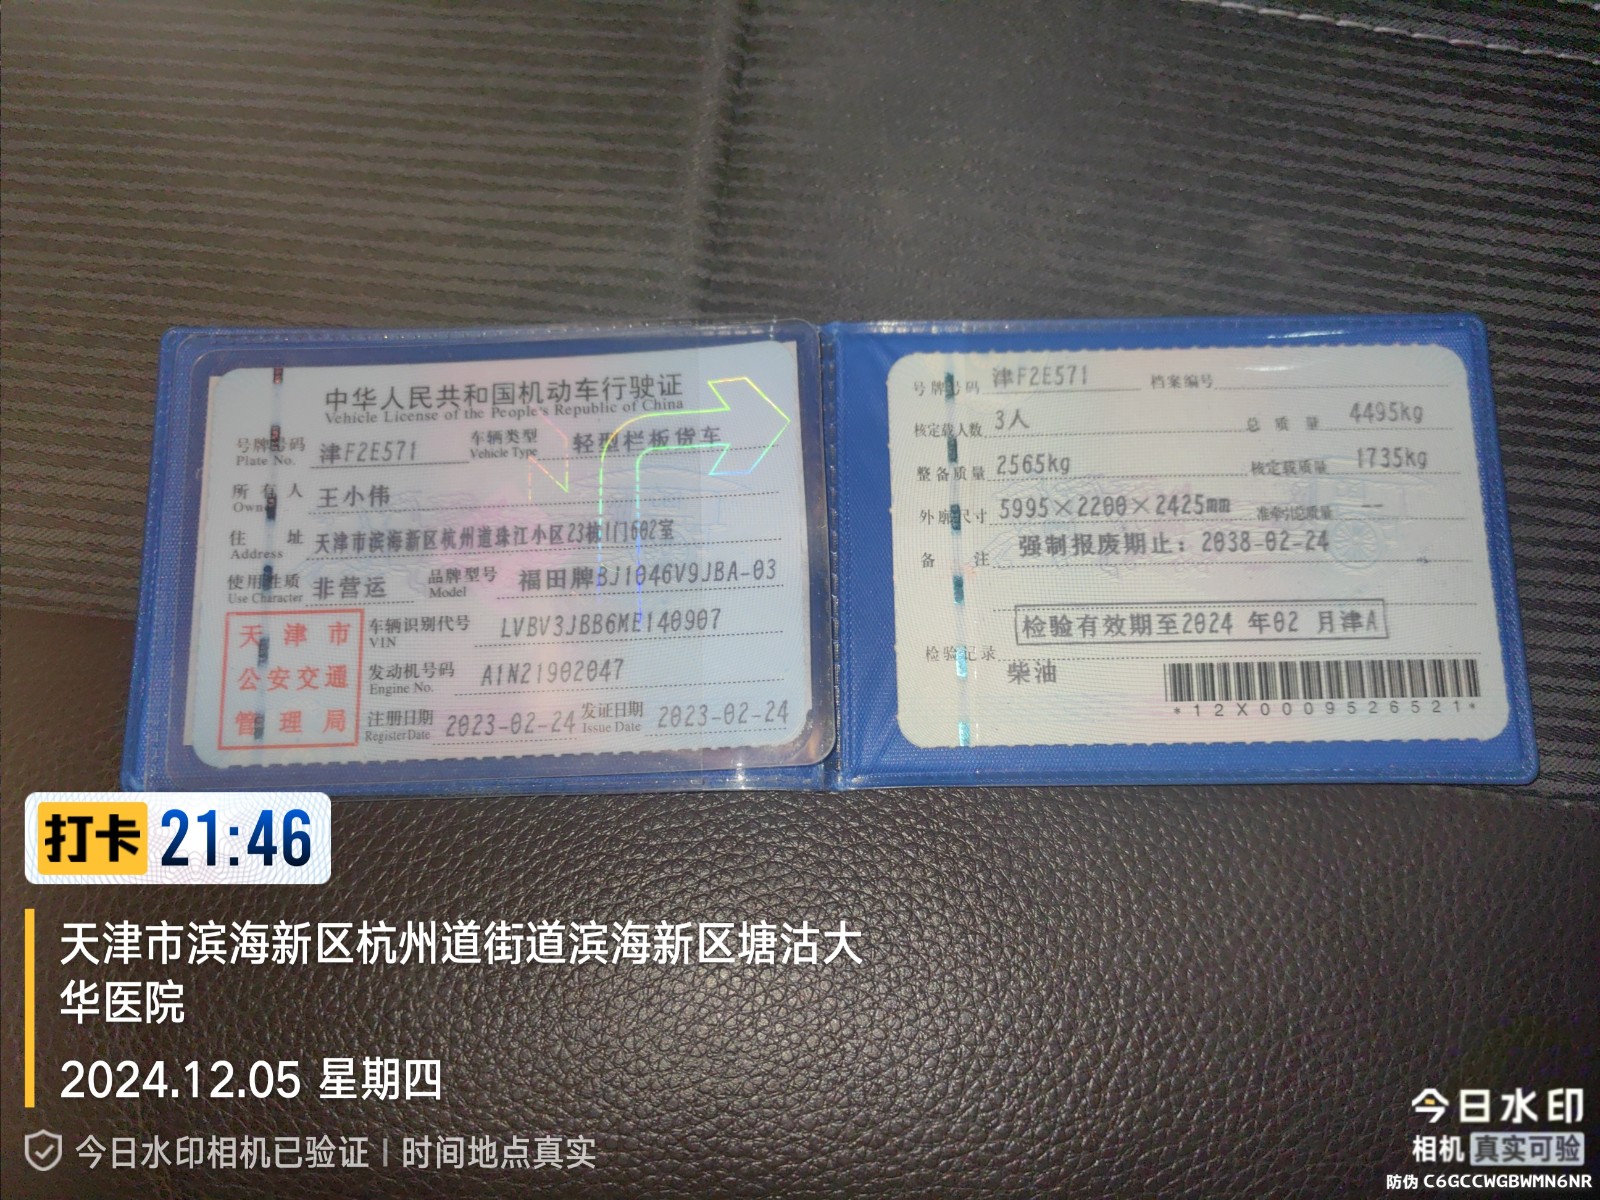 中华人民共和国机动车行驶证
Vehicle License of the People's Republic of China
号牌号码 津F2E571 车辆类型 轻型栏板货车
Plate No. Vehicle Type
所有人 王小伟
Owner
住址 天津市滨海新区杭州道珠江小区23栋1门602室
Address
使用性质 非营运 品牌型号 福田牌BJ1046V9JBA-03
Use Character Model
天津市
公安交通
管理局
车辆识别代号 LVBV3JBB6ME140907
VIN
发动机号码 A1N21902047
Engine No.
注册日期 2023-02-24 发证日期 2023-02-24
Register Date Issue Date
号牌号码 津F2E571 档案编号
核定载人数 3人 总质量 4495kg
整备质量 2565kg 核定载质量 1735kg
外廓尺寸 5995×2200×2425mm 准牵引总质量 --
备注 强制报废期止：2038-02-24
检验有效期至2024 年02 月津A
检验记录
柴油
*12X0009526521*
打卡 21:46
天津市滨海新区杭州道街道滨海新区塘沽大
华医院
2024.12.05 星期四
今日水印相机已验证 | 时间地点真实
今日水印
相机 真实可验
防伪 C6GCCWGBWMN6NR